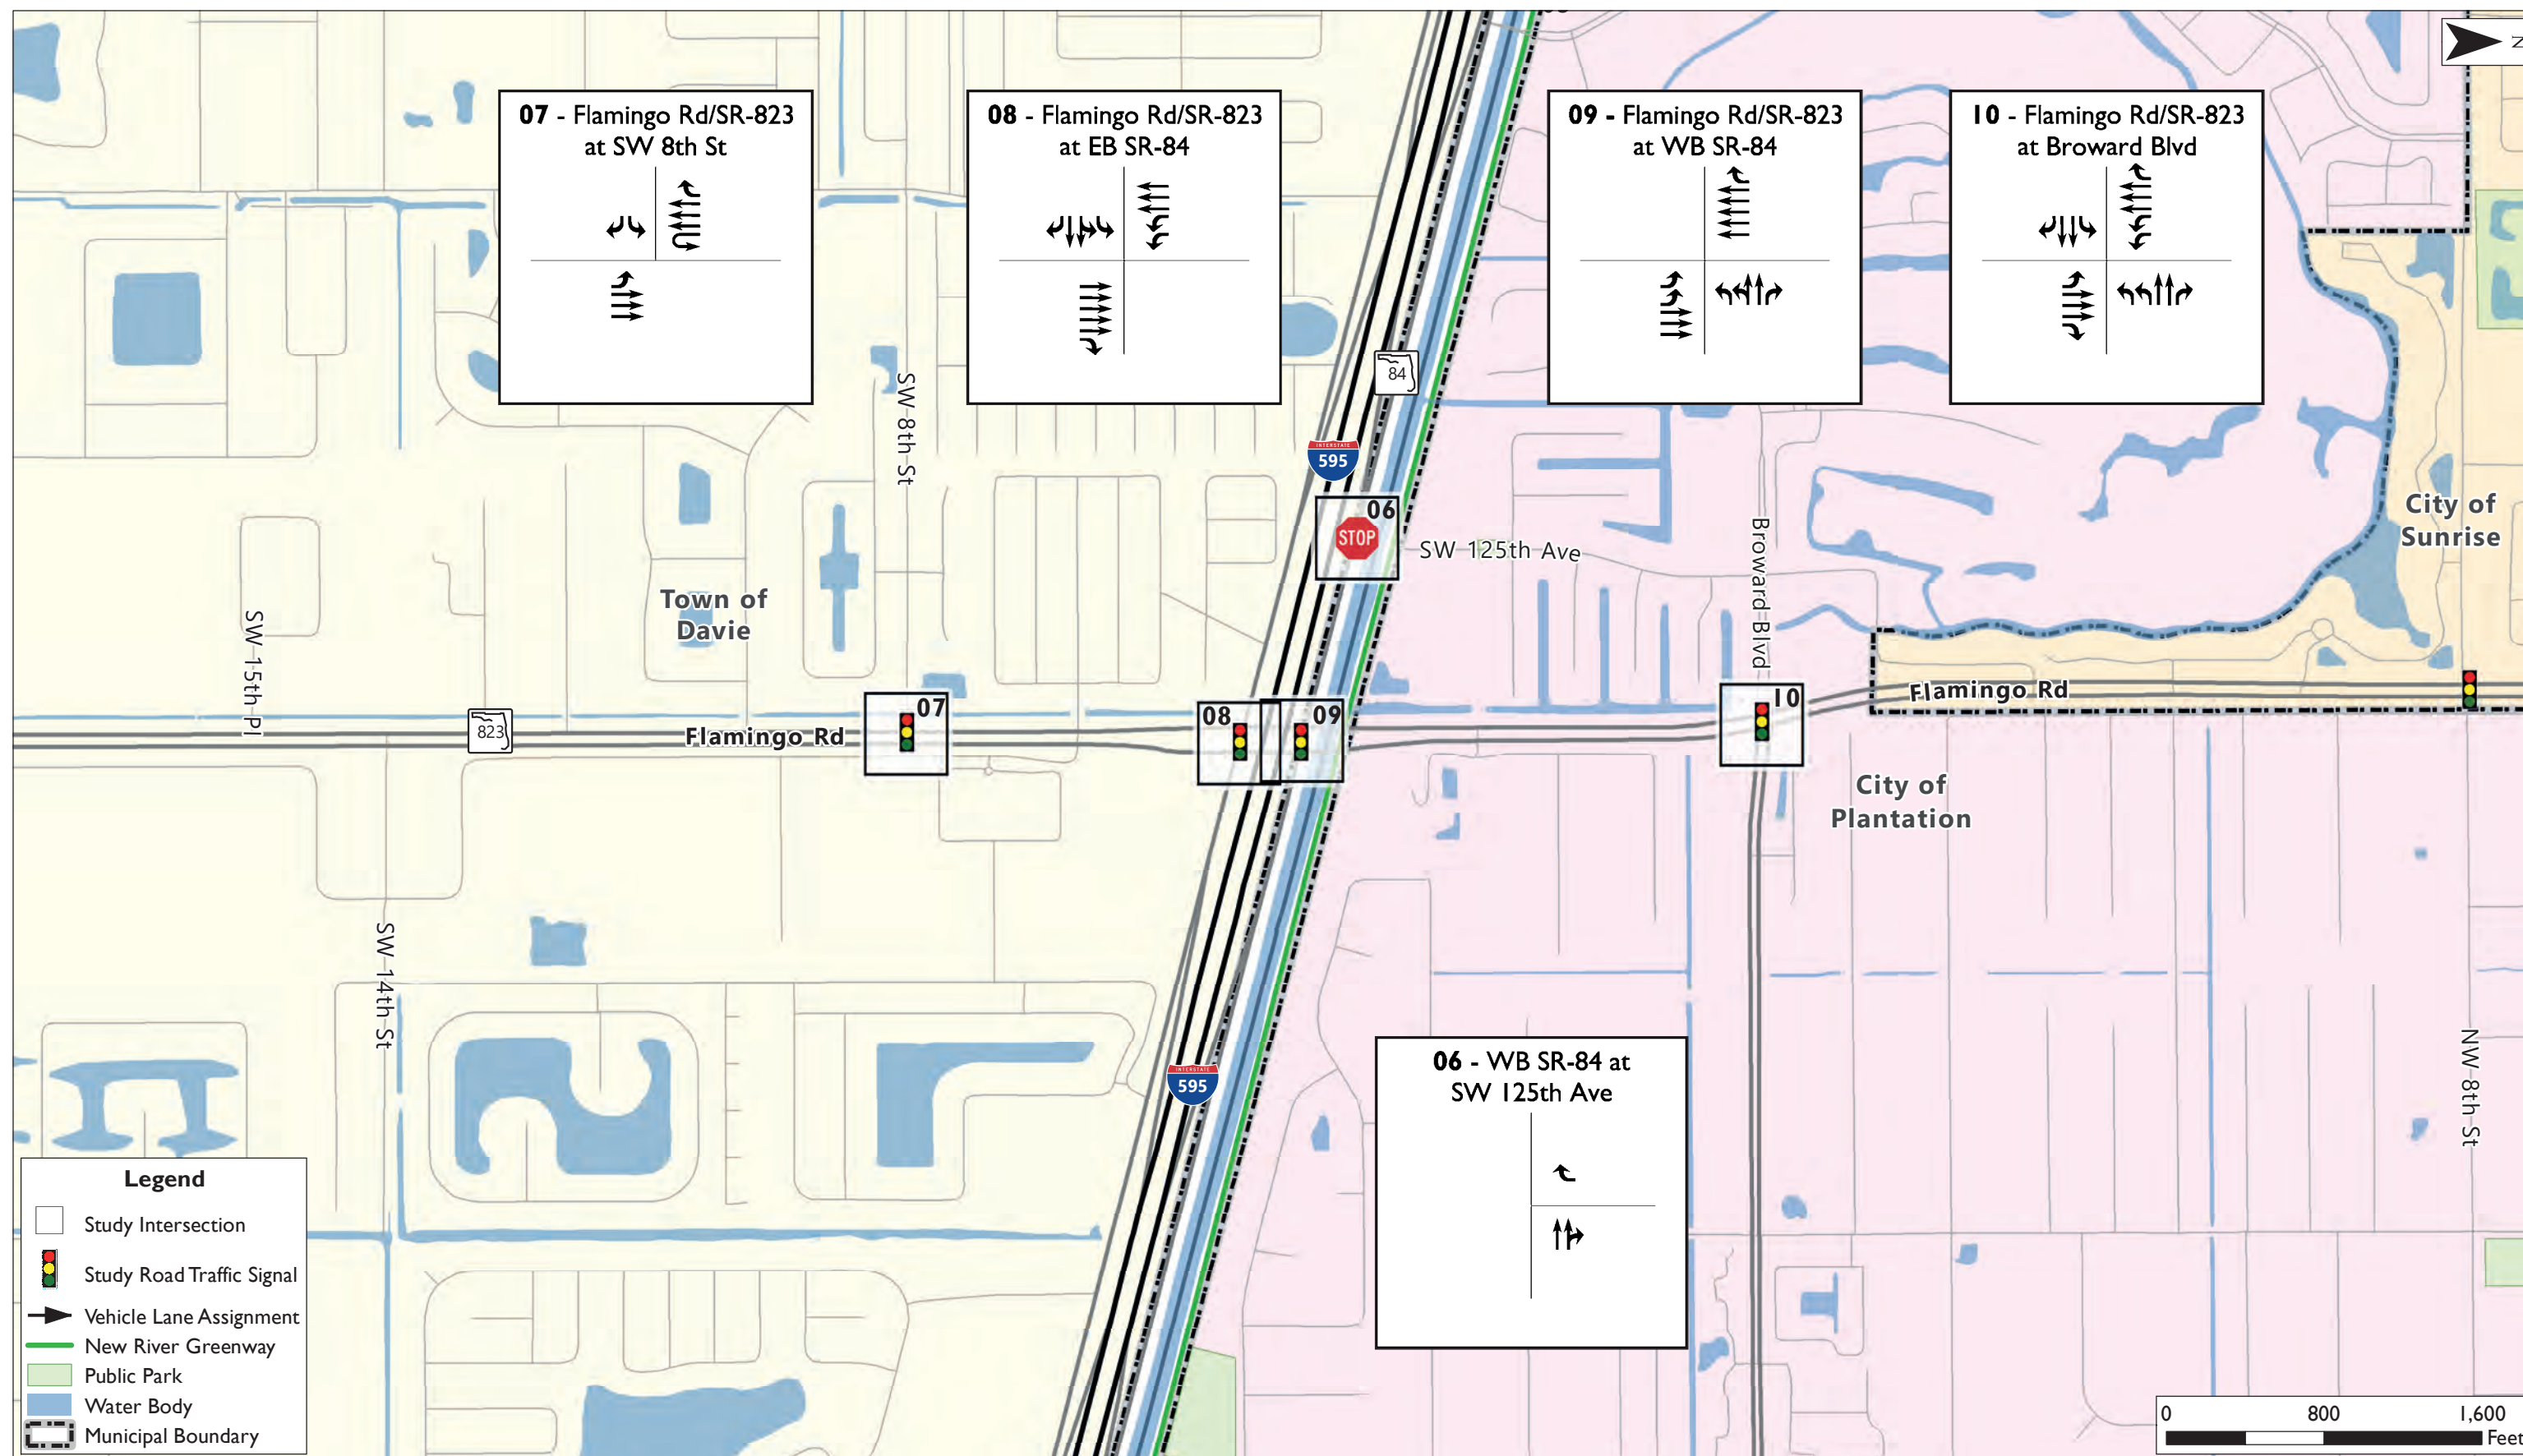 N
07 - Flamingo Rd/SR-823
at SW 8th St
08 - Flamingo Rd/SR-823
at EB SR-84
09 - Flamingo Rd/SR-823
at WB SR-84
10 - Flamingo Rd/SR-823
at Broward Blvd
84
SW 8th St
INTERSTATE
595
06
STOP
SW 125th Ave
Broward Blvd
City of
Sunrise
Town of
Davie
SW 15th Pl
823
Flamingo Rd
07
08
09
10
Flamingo Rd
City of
Plantation
SW 14th St
INTERSTATE
595
06 - WB SR-84 at
SW 125th Ave
NW 8th St
Legend
Study Intersection
Study Road Traffic Signal
Vehicle Lane Assignment
New River Greenway
Public Park
Water Body
Municipal Boundary
0 800 1,600
Feet